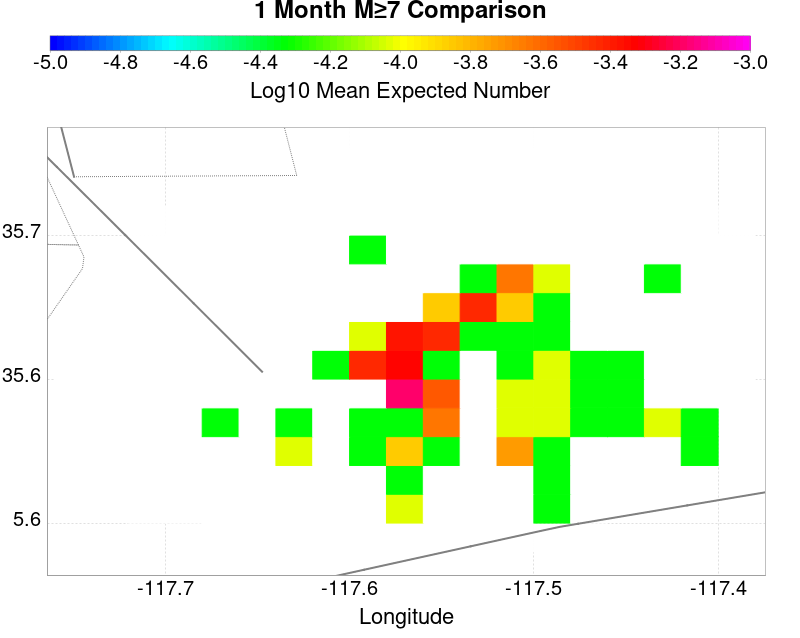 1 Month M≥7 Comparison
-5.0 -4.8 -4.6 -4.4 -4.2 -4.0 -3.8 -3.6 -3.4 -3.2 -3.0
Log10 Mean Expected Number
35.7
35.6
5.6
-117.7 -117.6 -117.5 -117.4
Longitude